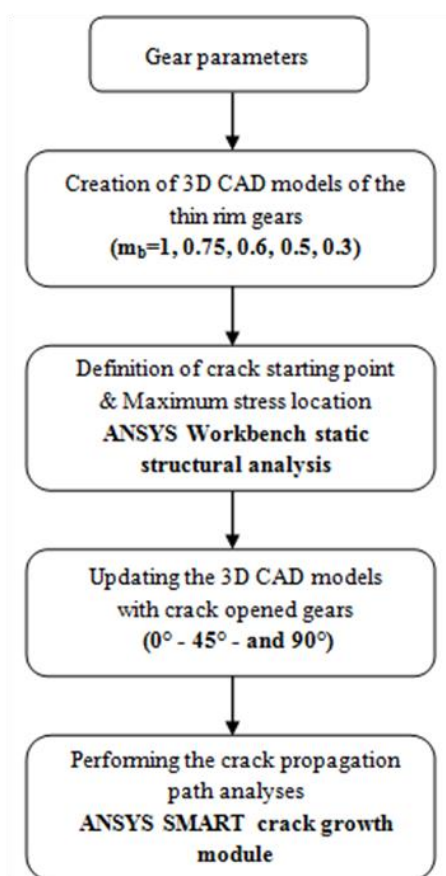 Gear parameters
Creation of 3D CAD models of the
thin rim gears
(m_b=1, 0.75, 0.6, 0.5, 0.3)
Definition of crack starting point
& Maximum stress location
ANSYS Workbench static
structural analysis
Updating the 3D CAD models
with crack opened gears
(0° - 45° - and 90°)
Performing the crack propagation
path analyses
ANSYS SMART crack growth
module